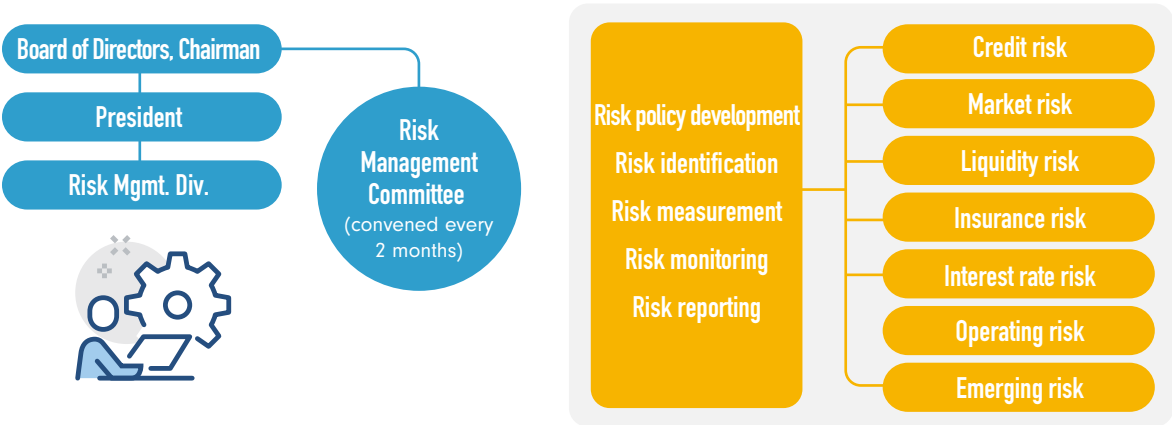 Board of Directors, Chairman
President
Risk Mgmt. Div.
Risk
Management
Committee
(convened every
2 months)
Risk policy development
Risk identification
Risk measurement
Risk monitoring
Risk reporting
Credit risk
Market risk
Liquidity risk
Insurance risk
Interest rate risk
Operating risk
Emerging risk